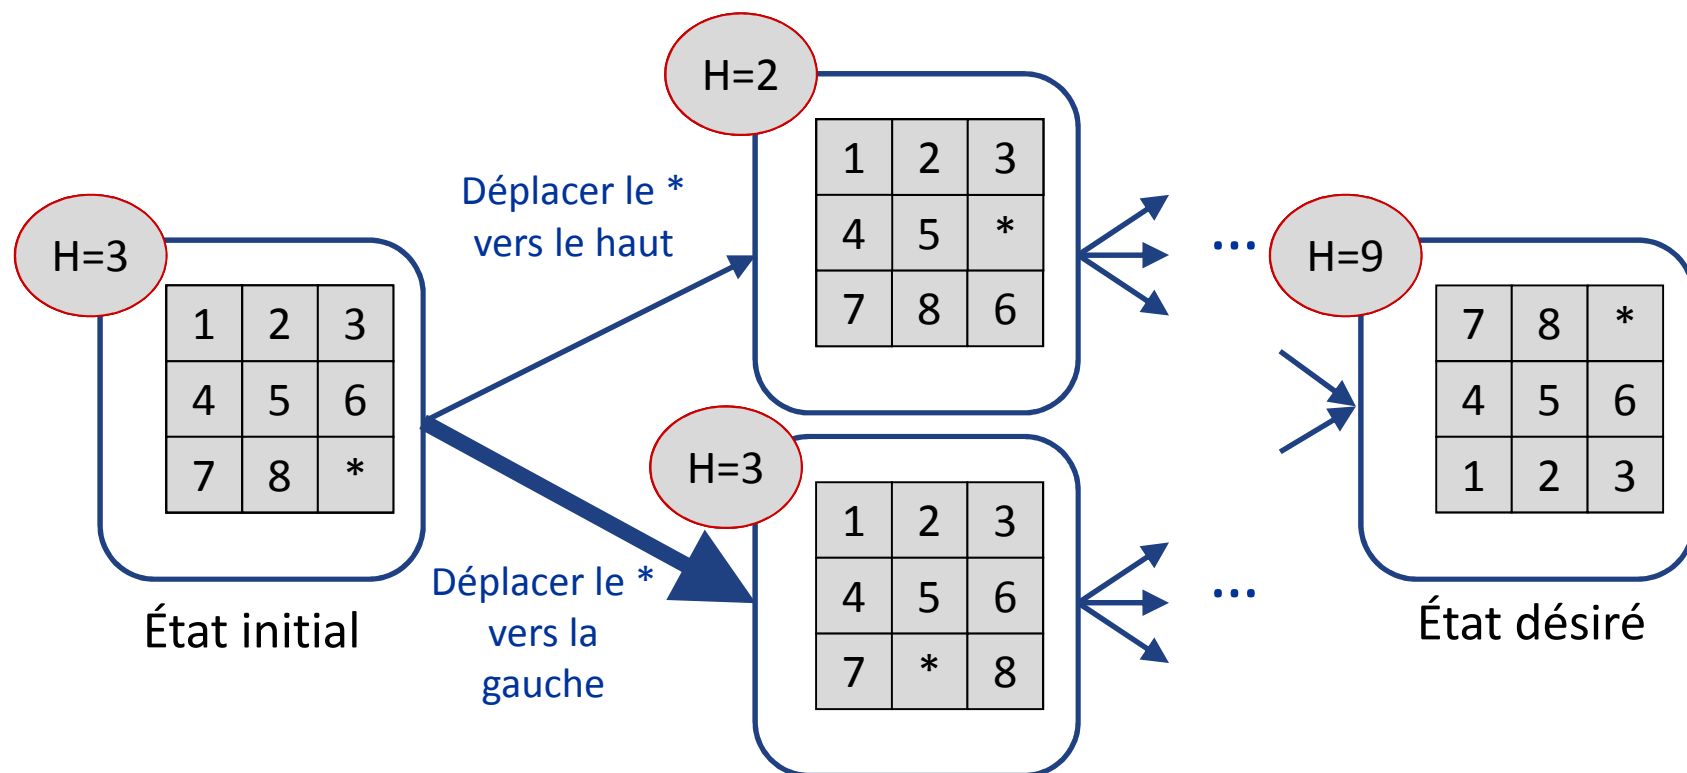 H=3
1 2 3
4 5 6
7 8 *
État initial
Déplacer le *
vers le haut
H=2
1 2 3
4 5 *
7 8 6
...
Déplacer le *
vers la
gauche
H=3
1 2 3
4 5 6
7 * 8
...
H=9
7 8 *
4 5 6
1 2 3
État désiré